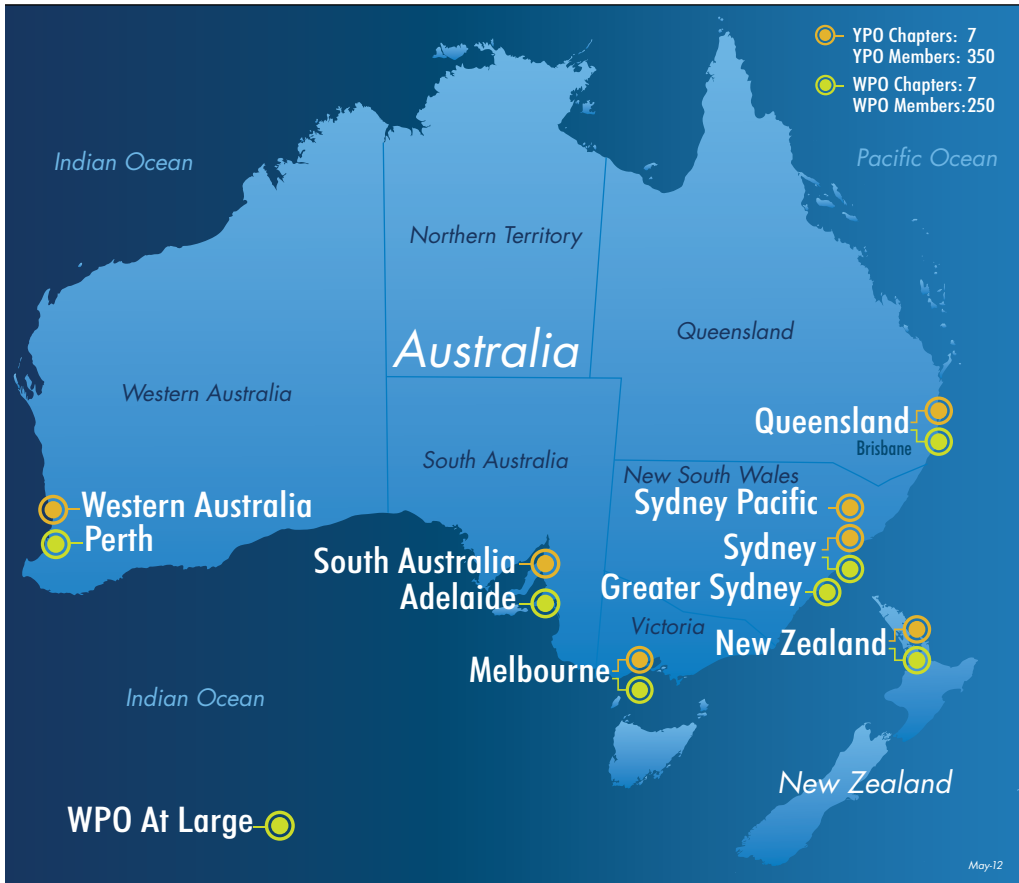 YPO Chapters: 7
YPO Members: 350
WPO Chapters: 7
WPO Members:250
Indian Ocean
Pacific Ocean
Northern Territory
Queensland
Australia
Western Australia
Queensland
Brisbane
South Australia
New South Wales
Western Australia
Sydney Pacific
Perth
Sydney
South Australia
Greater Sydney
Adelaide
Victoria
New Zealand
Melbourne
Indian Ocean
New Zealand
WPO At Large
May-12